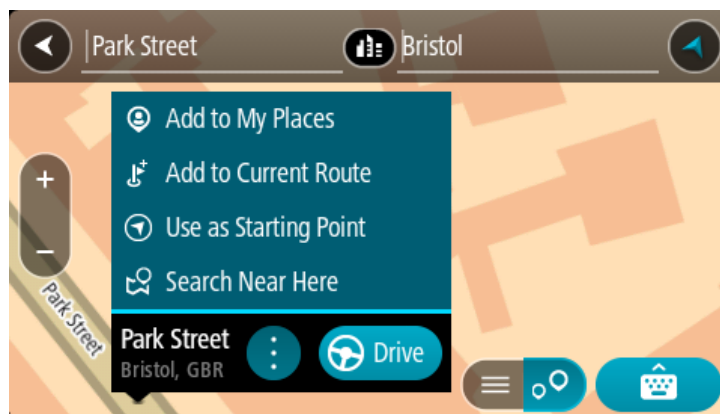 Park Street
Bristol
Add to My Places
Add to Current Route
Use as Starting Point
Search Near Here
Park Street
Park Street
Bristol, GBR
Drive